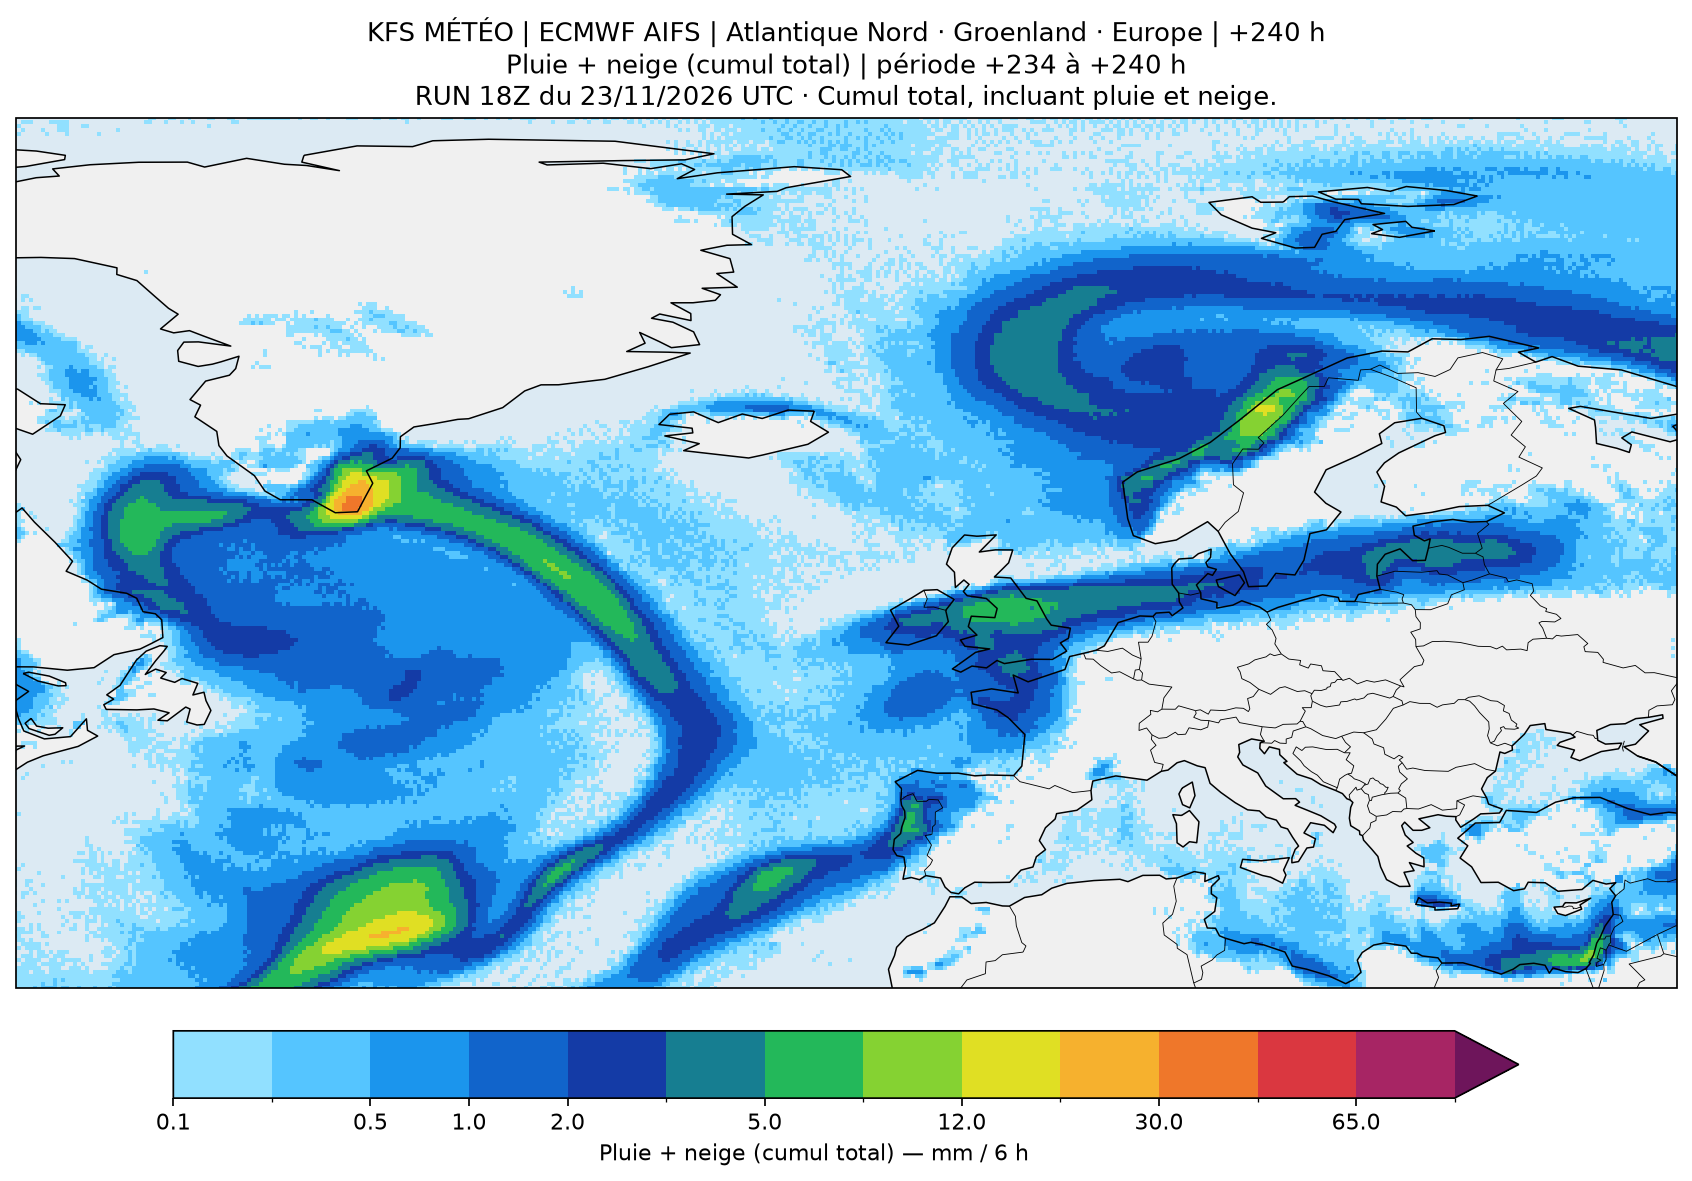 KFS MÉTÉO | ECMWF AIFS | Atlantique Nord · Groenland · Europe | +240 h
Pluie + neige (cumul total) | période +234 à +240 h
RUN 18Z du 23/11/2026 UTC · Cumul total, incluant pluie et neige.
0.1 0.5 1.0 2.0 5.0 12.0 30.0 65.0
Pluie + neige (cumul total) — mm / 6 h